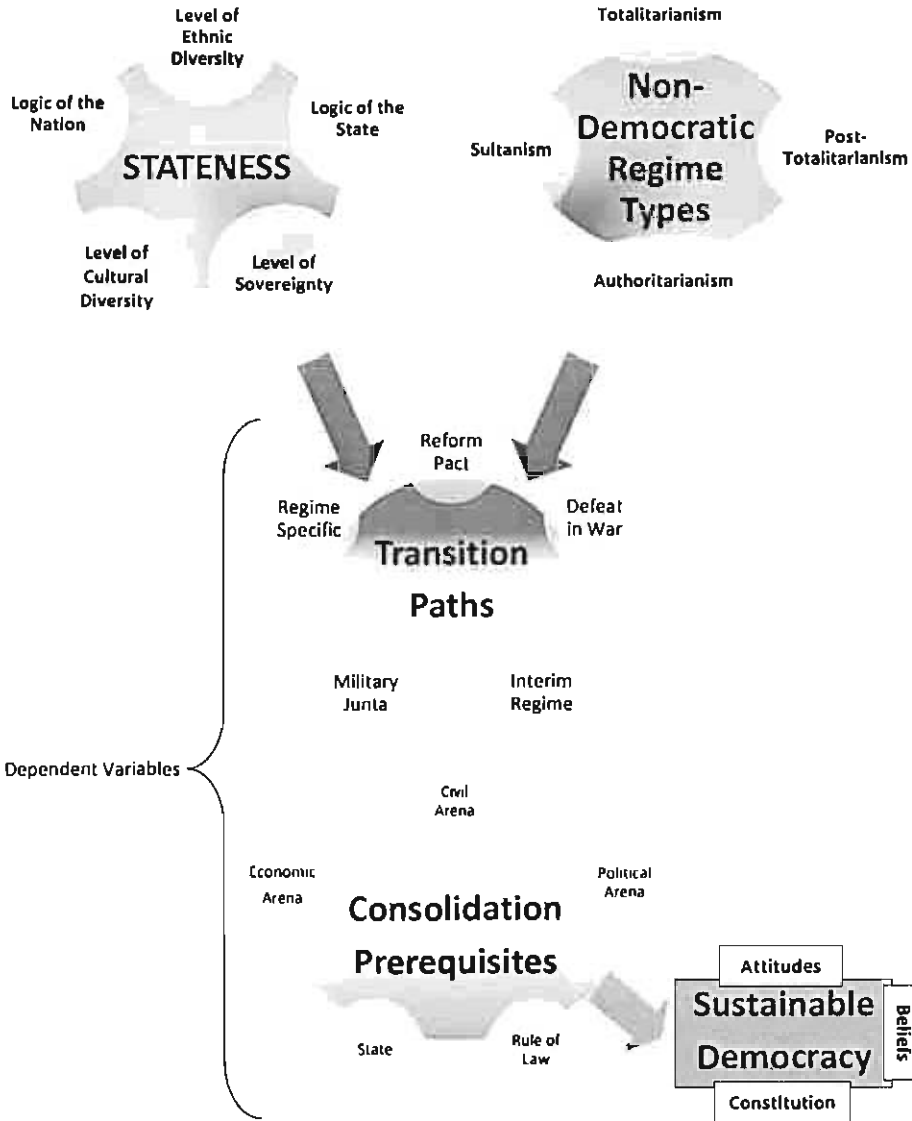 Level of
Ethnic
Diversity
Logic of the
Nation
Logic of the
State
STATENESS
Level of
Cultural
Diversity
Level of
Sovereignty
Totalitarianism
Non-
Democratic
Regime
Types
Sultanism
Post-
Totalitarianism
Authoritarianism
Reform
Pact
Regime
Specific
Defeat
in War
Transition
Paths
Military
Junta
Interim
Regime
Dependent Variables
Civil
Arena
Economic
Arena
Political
Arena
Consolidation
Prerequisites
State
Rule of
Law
Attitudes
Sustainable
Democracy
Beliefs
Constitution